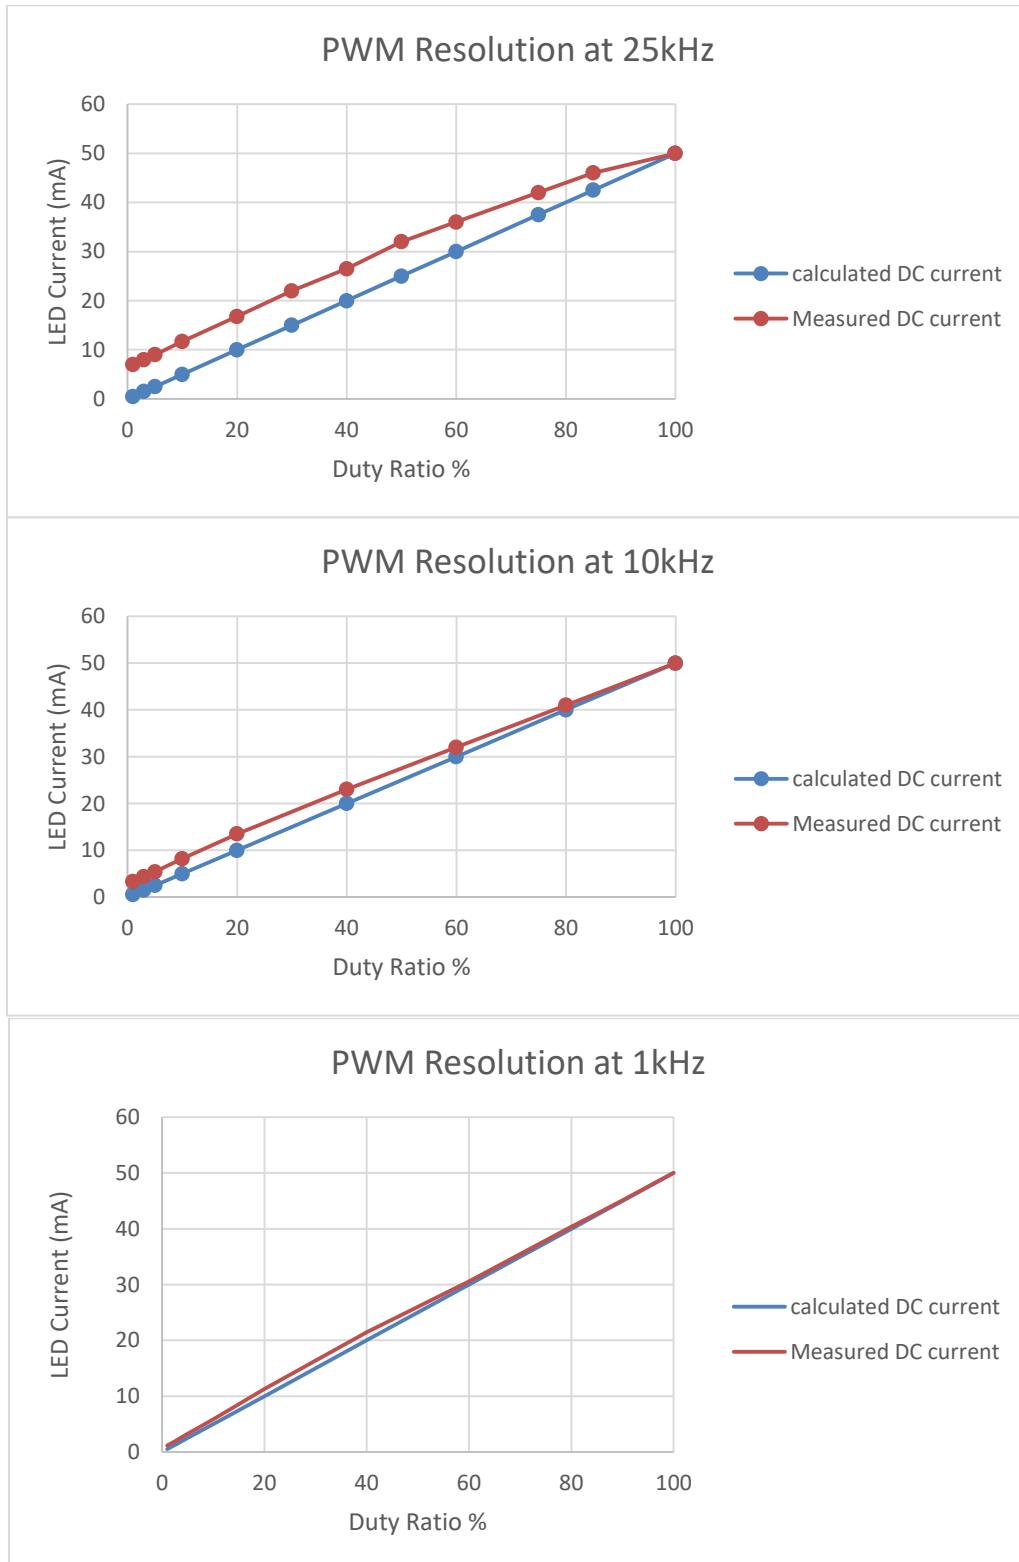 PWM Resolution at 25kHz
60
50
40
30
20
10
0
LED Current (mA)
0 20 40 60 80 100
Duty Ratio %
calculated DC current
Measured DC current
PWM Resolution at 10kHz
60
50
40
30
20
10
0
LED Current (mA)
0 20 40 60 80 100
Duty Ratio %
calculated DC current
Measured DC current
PWM Resolution at 1kHz
60
50
40
30
20
10
0
LED Current (mA)
0 20 40 60 80 100
Duty Ratio %
calculated DC current
Measured DC current